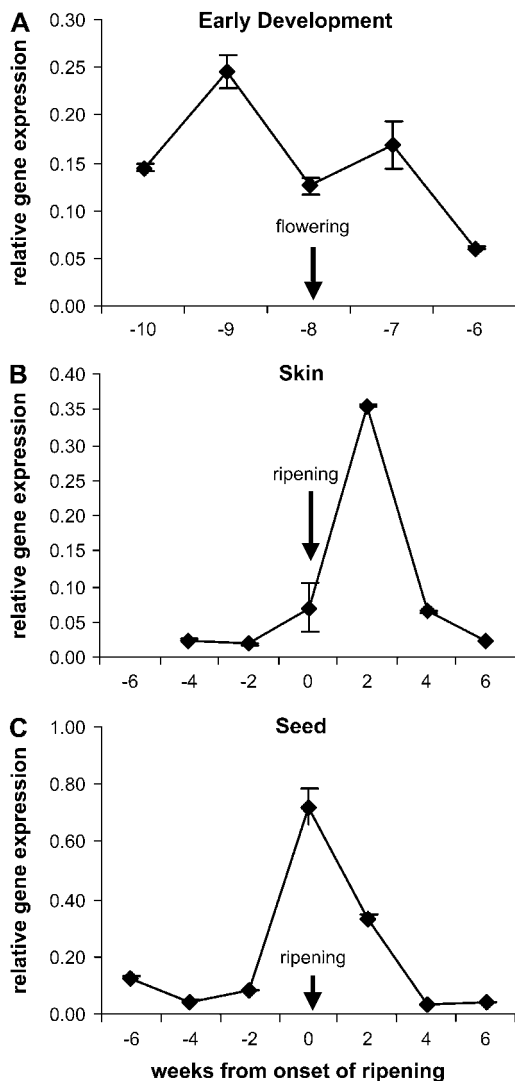 A Early Development
relative gene expression
0.30
0.25
0.20
0.15
0.10
0.05
0.00
flowering
-10 -9 -8 -7 -6
B Skin
relative gene expression
0.40
0.35
0.30
0.25
0.20
0.15
0.10
0.05
0.00
ripening
-6 -4 -2 0 2 4 6
C Seed
relative gene expression
1.00
0.80
0.60
0.40
0.20
0.00
ripening
-6 -4 -2 0 2 4 6
weeks from onset of ripening